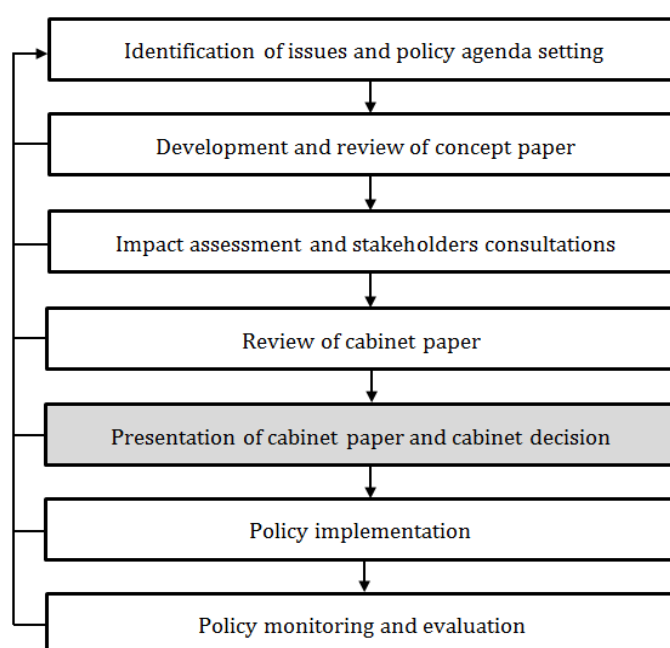 Identification of issues and policy agenda setting
Development and review of concept paper
Impact assessment and stakeholders consultations
Review of cabinet paper
Presentation of cabinet paper and cabinet decision
Policy implementation
Policy monitoring and evaluation